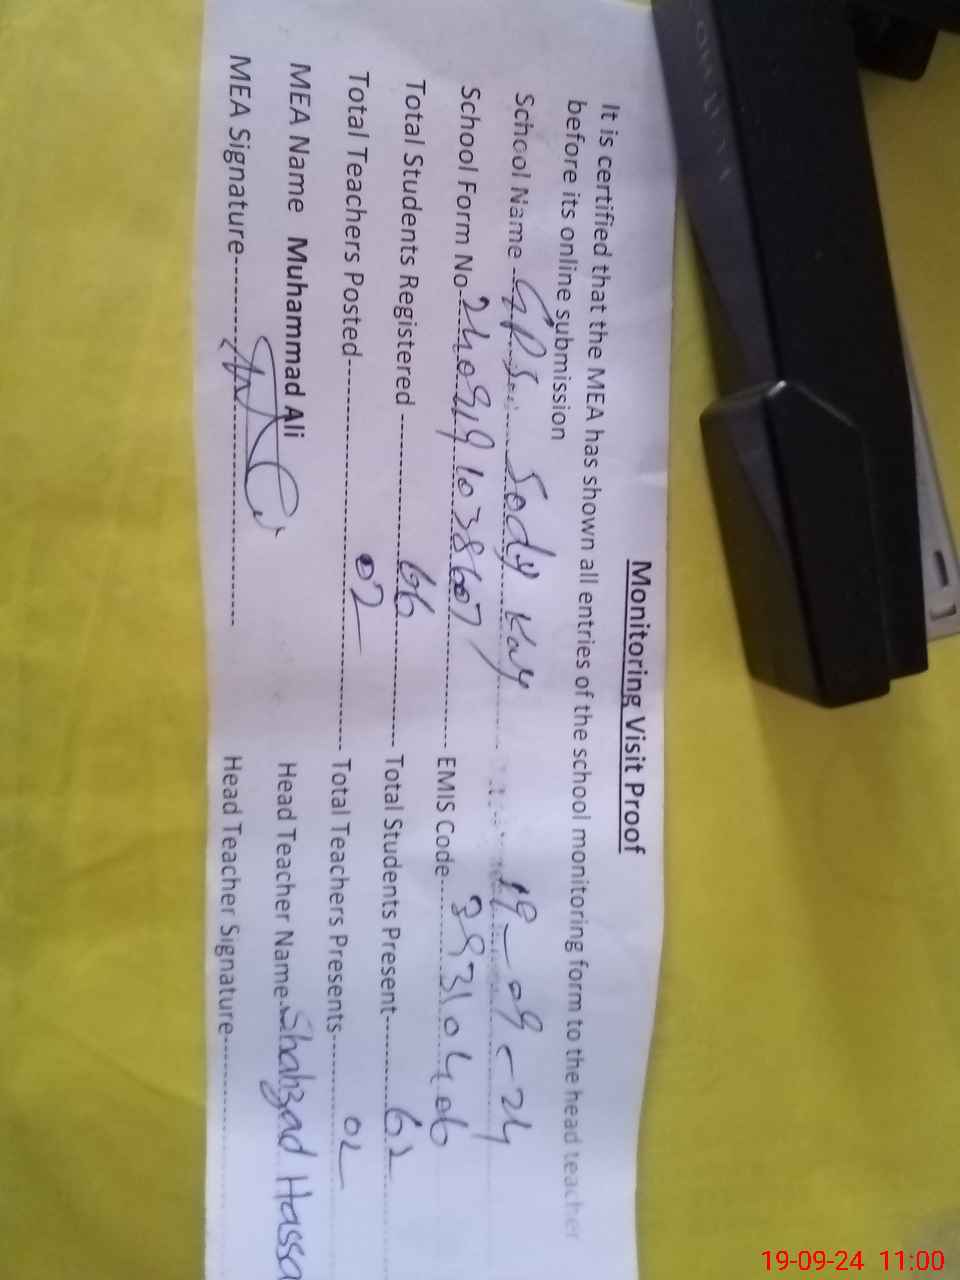 Monitoring Visit Proof
It is certified that the MEA has shown all entries of the school monitoring form to the head teacher
before its online submission
School Name GPS Sody Kay 19-09-24
School Form No 2409191038607 EMIS Code 39310406
Total Students Registered 66 Total Students Present 62
Total Teachers Posted 02 Total Teachers Presents 02
MEA Name Muhammad Ali Head Teacher Name Shahzad Hassa
MEA Signature Head Teacher Signature
19-09-24 11:00